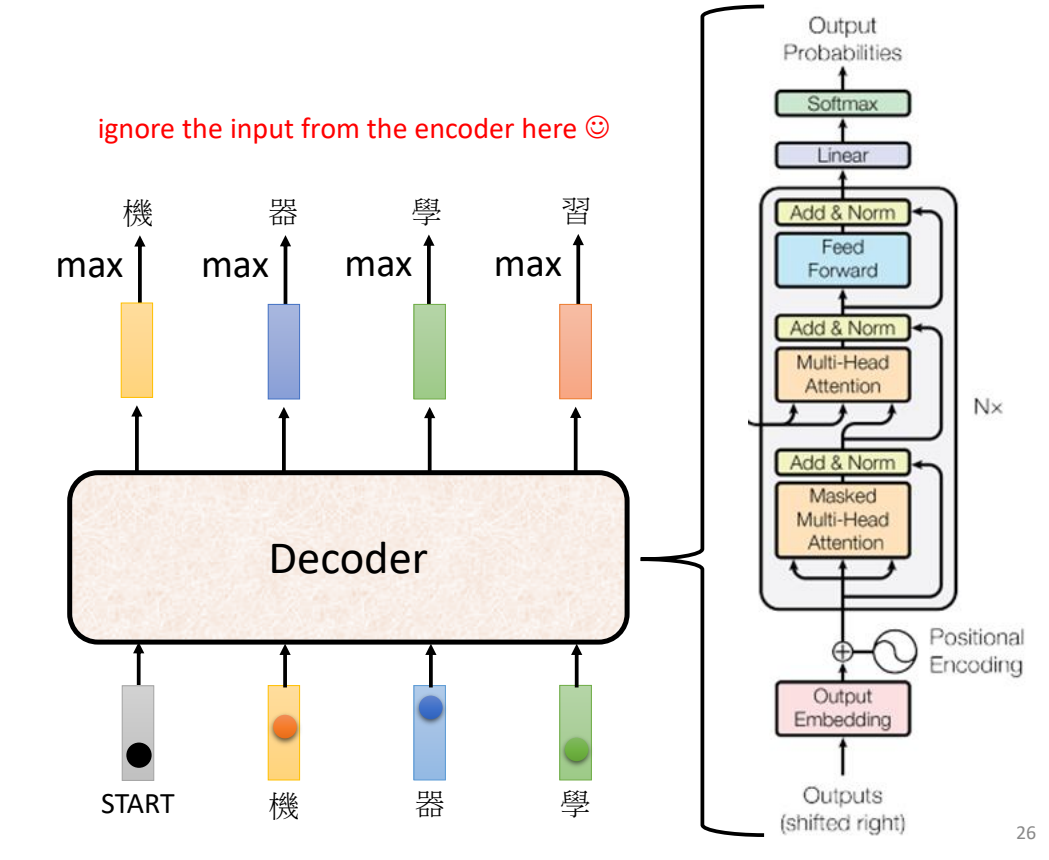 ignore the input from the encoder here ☺
機 器 學 習
max max max max
Decoder
START 機 器 學
Output
Probabilities
Softmax
Linear
Add & Norm
Feed
Forward
Add & Norm
Multi-Head
Attention
N×
Add & Norm
Masked
Multi-Head
Attention
Positional
Encoding
Output
Embedding
Outputs
(shifted right)
26